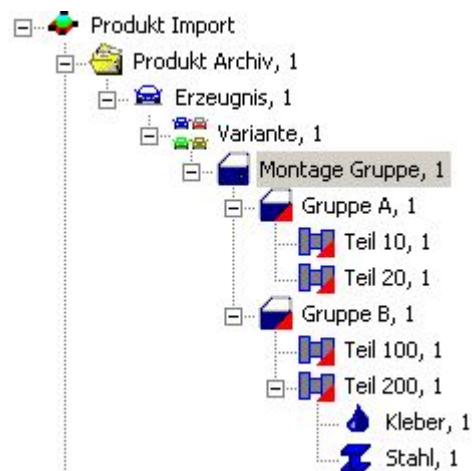 Produkt Import
Produkt Archiv, 1
Erzeugnis, 1
Variante, 1
Montage Gruppe, 1
Gruppe A, 1
Teil 10, 1
Teil 20, 1
Gruppe B, 1
Teil 100, 1
Teil 200, 1
Kleber, 1
Stahl, 1